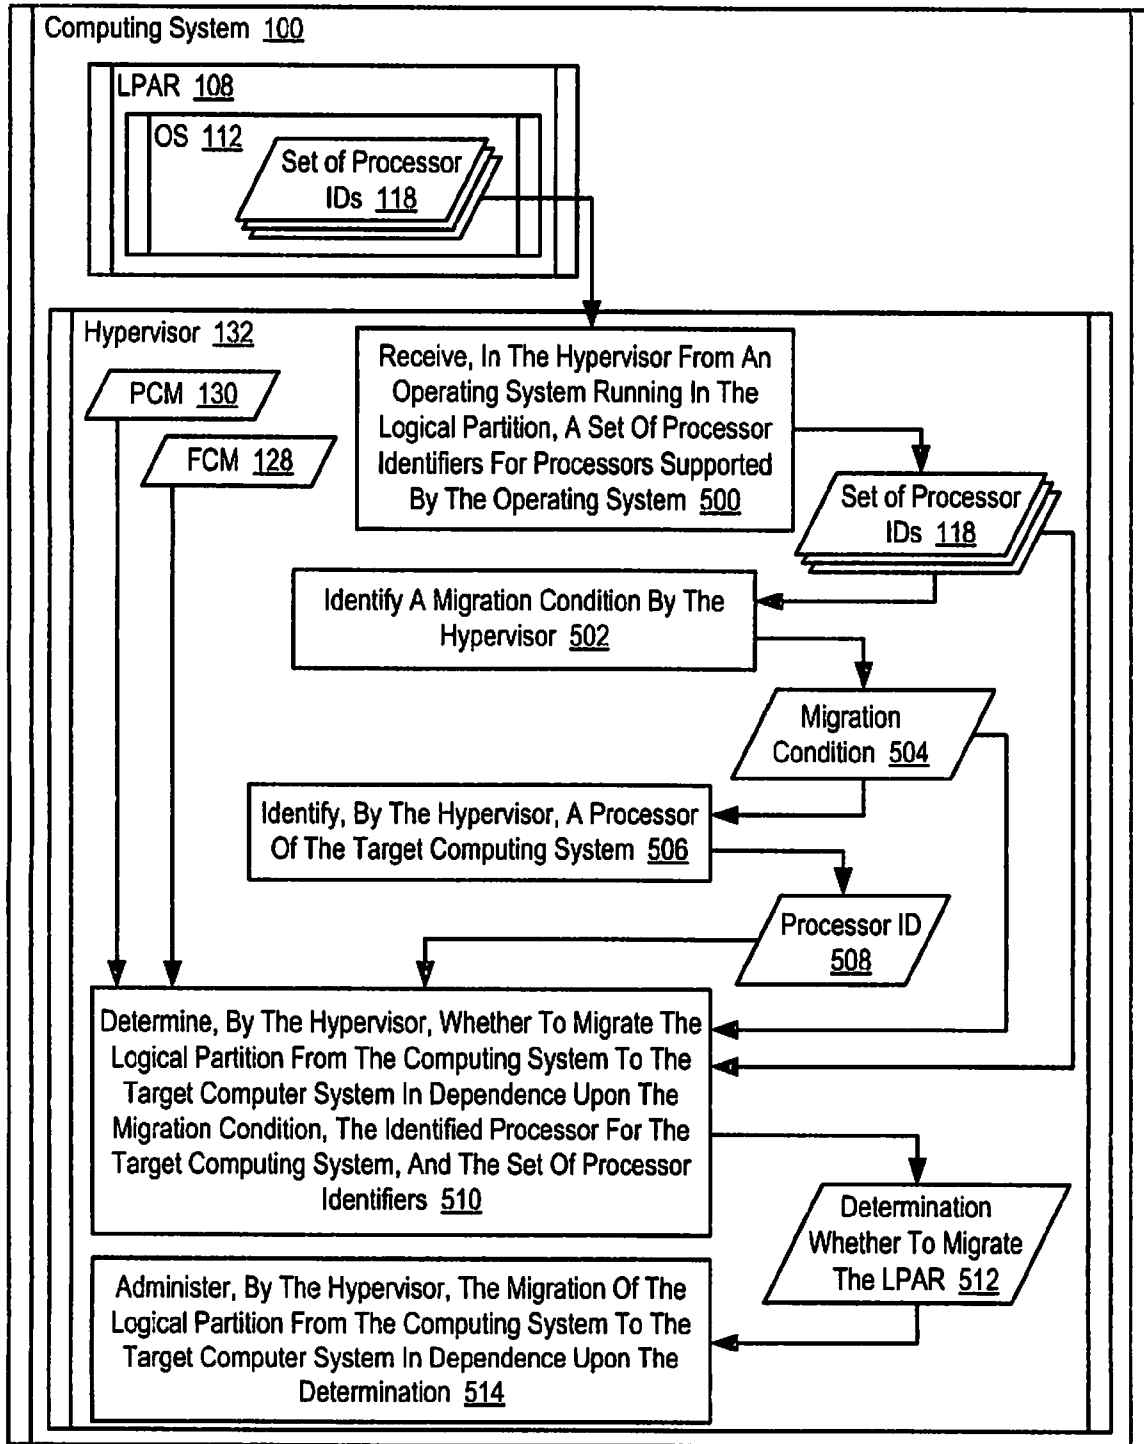 Computing System 100
LPAR 108
OS 112
Set of Processor
IDs 118
Hypervisor 132
PCM 130
FCM 128
Receive, In The Hypervisor From An
Operating System Running In The
Logical Partition, A Set Of Processor
Identifiers For Processors Supported
By The Operating System 500
Set of Processor
IDs 118
Identify A Migration Condition By The
Hypervisor 502
Migration
Condition 504
Identify, By The Hypervisor, A Processor
Of The Target Computing System 506
Processor ID
508
Determine, By The Hypervisor, Whether To Migrate The
Logical Partition From The Computing System To The
Target Computer System In Dependence Upon The
Migration Condition, The Identified Processor For The
Target Computing System, And The Set Of Processor
Identifiers 510
Determination
Whether To Migrate
The LPAR 512
Administer, By The Hypervisor, The Migration Of The
Logical Partition From The Computing System To The
Target Computer System In Dependence Upon The
Determination 514